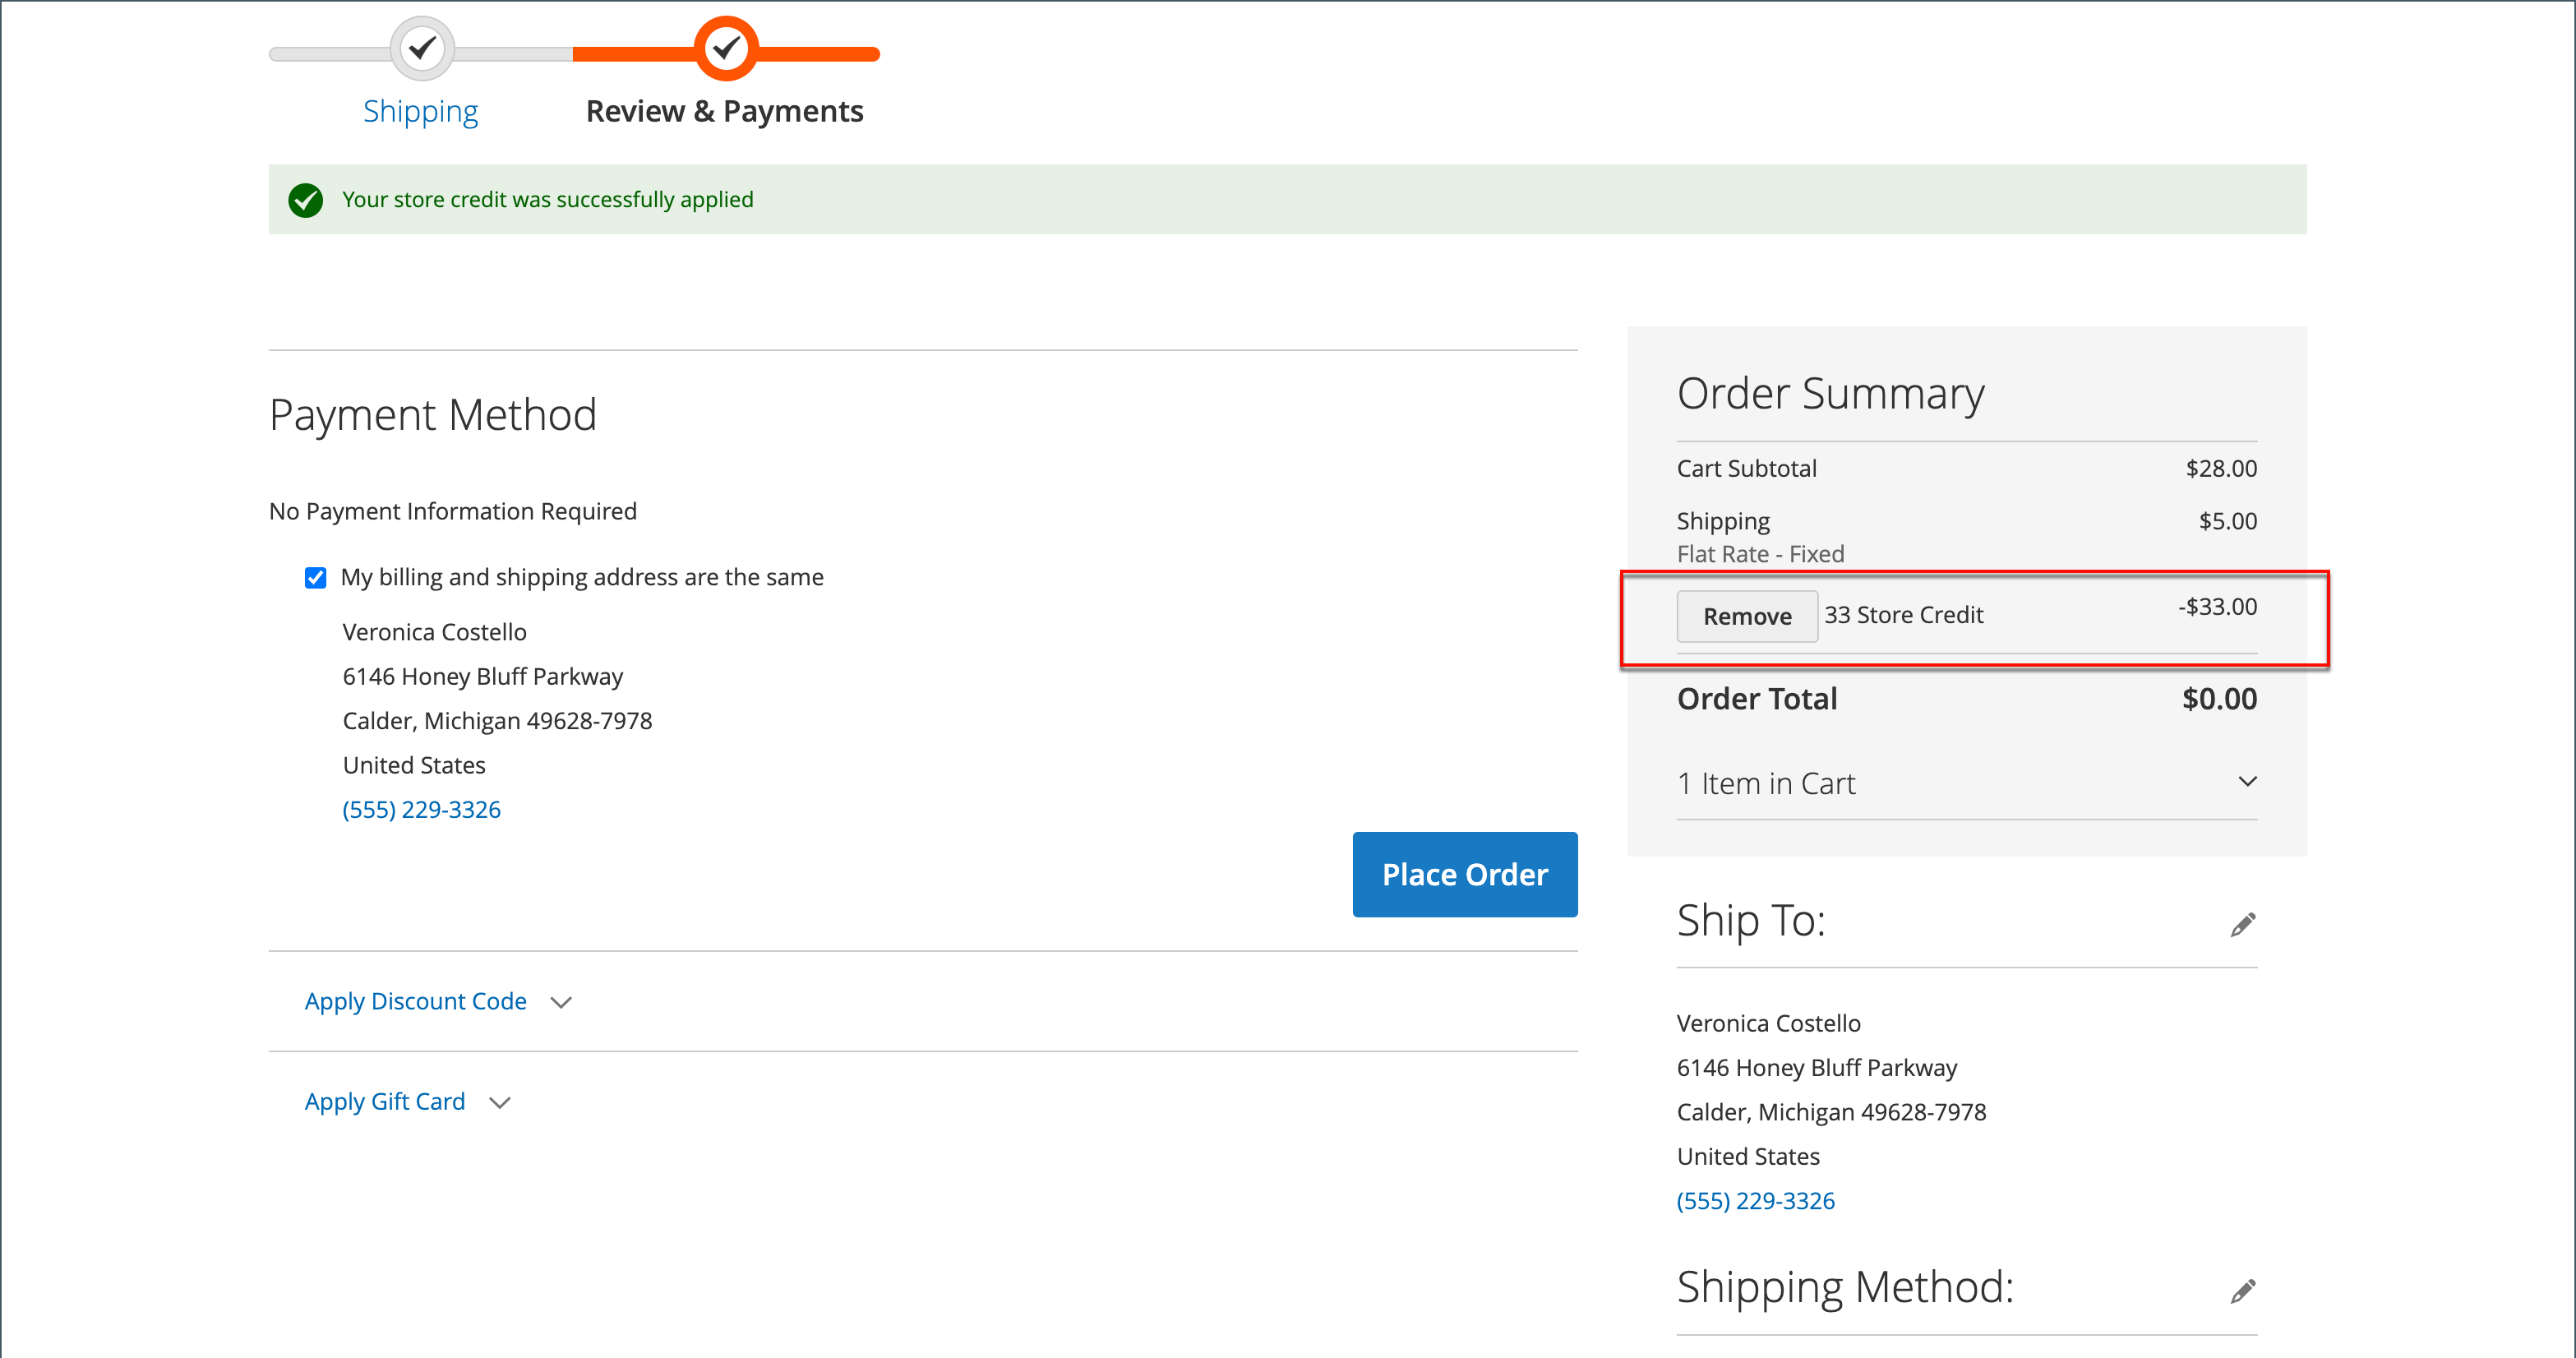 Shipping
Review & Payments
Your store credit was successfully applied
Payment Method
No Payment Information Required
My billing and shipping address are the same
Veronica Costello
6146 Honey Bluff Parkway
Calder, Michigan 49628-7978
United States
(555) 229-3326
Place Order
Apply Discount Code
Apply Gift Card
Order Summary
Cart Subtotal $28.00
Shipping $5.00
Flat Rate - Fixed
Remove 33 Store Credit -$33.00
Order Total $0.00
1 Item in Cart
Ship To:
Veronica Costello
6146 Honey Bluff Parkway
Calder, Michigan 49628-7978
United States
(555) 229-3326
Shipping Method: